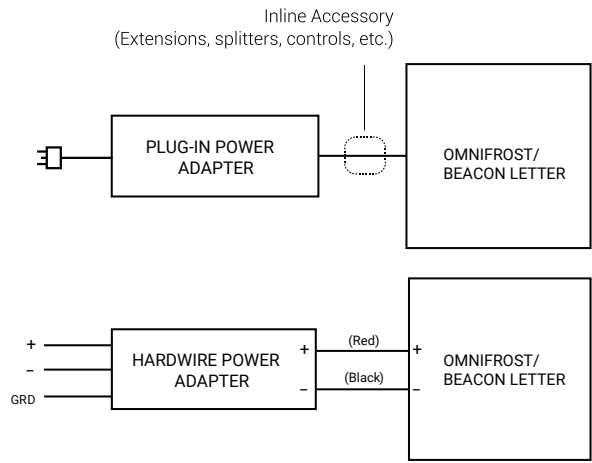 Inline Accessory
(Extensions, splitters, controls, etc.)
PLUG-IN POWER
ADAPTER
OMNIFROST/
BEACON LETTER
+
–
GRD
HARDWIRE POWER
ADAPTER
+
–
(Red)
(Black)
+
–
OMNIFROST/
BEACON LETTER